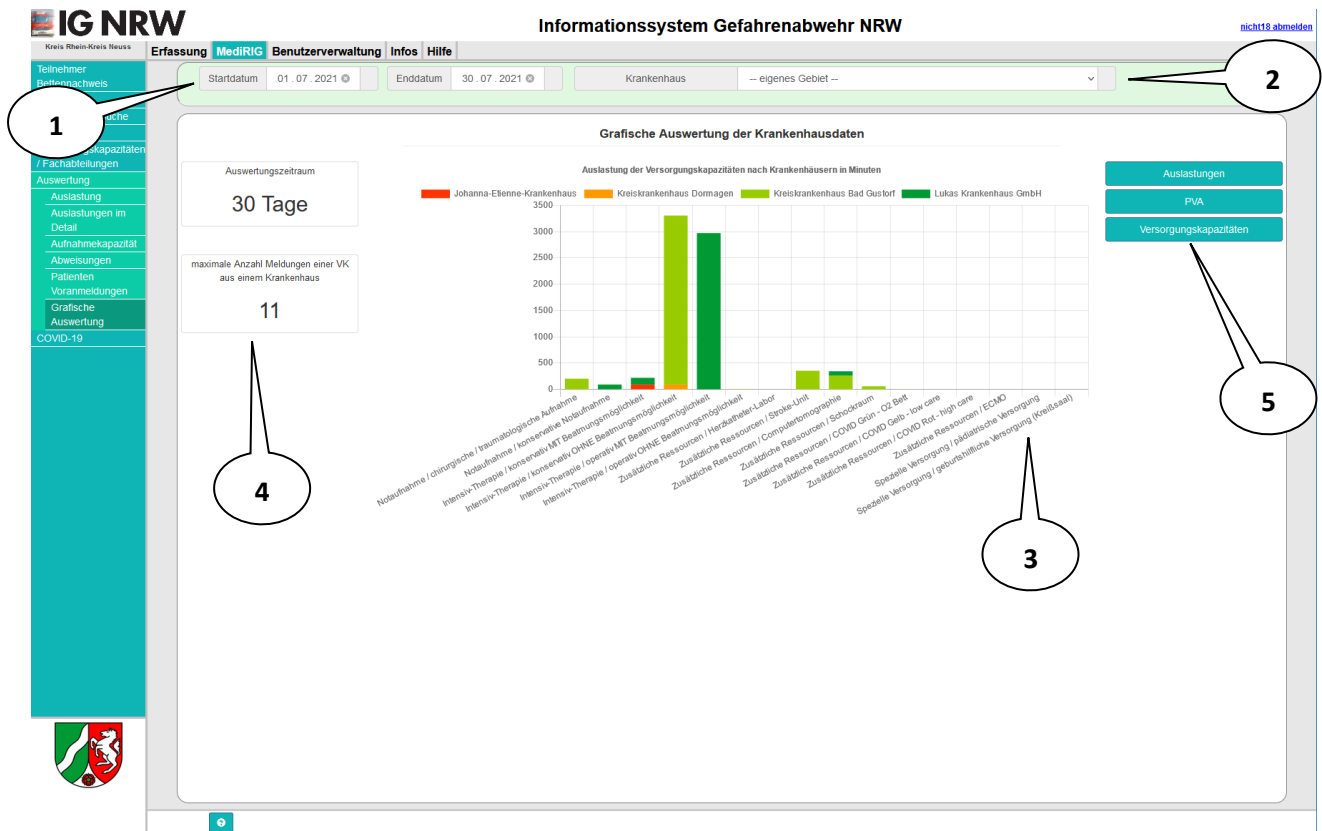 IG NRW
Kreis Rhein-Kreis Neuss
Informationssystem Gefahrenabwehr NRW
nicht18 abmelden
Erfassung MediRIG Benutzerverwaltung Infos Hilfe
Teilnehmer
Bettennachweis
/ Fachabteilungen
Auswertung
Auslastung
Auslastungen im
Detail
Aufnahmekapazität
Abweisungen
Patienten
Voranmeldungen
Grafische
Auswertung
COVID-19
Startdatum 01.07.2021 Enddatum 30.07.2021 Krankenhaus -- eigenes Gebiet --
1
2
Grafische Auswertung der Krankenhausdaten
Auswertungszeitraum
30 Tage
maximale Anzahl Meldungen einer VK
aus einem Krankenhaus
11
4
Auslastung der Versorgungskapazitäten nach Krankenhäusern in Minuten
Johanna-Etienne-Krankenhaus Kreiskrankenhaus Dormagen Kreiskrankenhaus Bad Gustorf Lukas Krankenhaus GmbH
3500
3000
2500
2000
1500
1000
500
0
Notaufnahme / chirurgische / traumatologische Aufnahme
Notaufnahme / konservative Notaufnahme
Intensiv-Therapie / konservativ MIT Beatmungsmöglichkeit
Intensiv-Therapie / konservativ OHNE Beatmungsmöglichkeit
Intensiv-Therapie / operativ MIT Beatmungsmöglichkeit
Intensiv-Therapie / operativ OHNE Beatmungsmöglichkeit
Zusätzliche Ressourcen / Herzkatheter-Labor
Zusätzliche Ressourcen / Stroke-Unit
Zusätzliche Ressourcen / Computertomographie
Zusätzliche Ressourcen / Schockraum
Zusätzliche Ressourcen / COVID Grün - O2 Bett
Zusätzliche Ressourcen / COVID Gelb - low care
Zusätzliche Ressourcen / COVID Rot - high care
Zusätzliche Ressourcen / ECMO
Spezielle Versorgung / pädiatrische Versorgung
Spezielle Versorgung / geburtshilfliche Versorgung (Kreißsaal)
3
Auslastungen
PVA
Versorgungskapazitäten
5